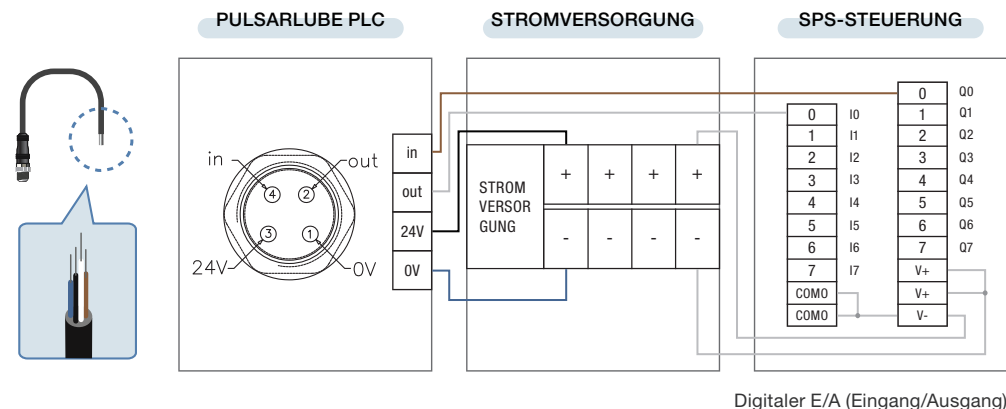 PULSARLUBE PLC
STROMVERSORGUNG
SPS-STEUERUNG
in
out
4
2
3
1
24V
0V
in
out
24V
0V
STROM
VERSOR
GUNG
+ + + +
- - - -
0 I0
1 I1
2 I2
3 I3
4 I4
5 I5
6 I6
7 I7
COMO
COMO
0 Q0
1 Q1
2 Q2
3 Q3
4 Q4
5 Q5
6 Q6
7 Q7
V+
V+
V-
Digitaler E/A (Eingang/Ausgang)